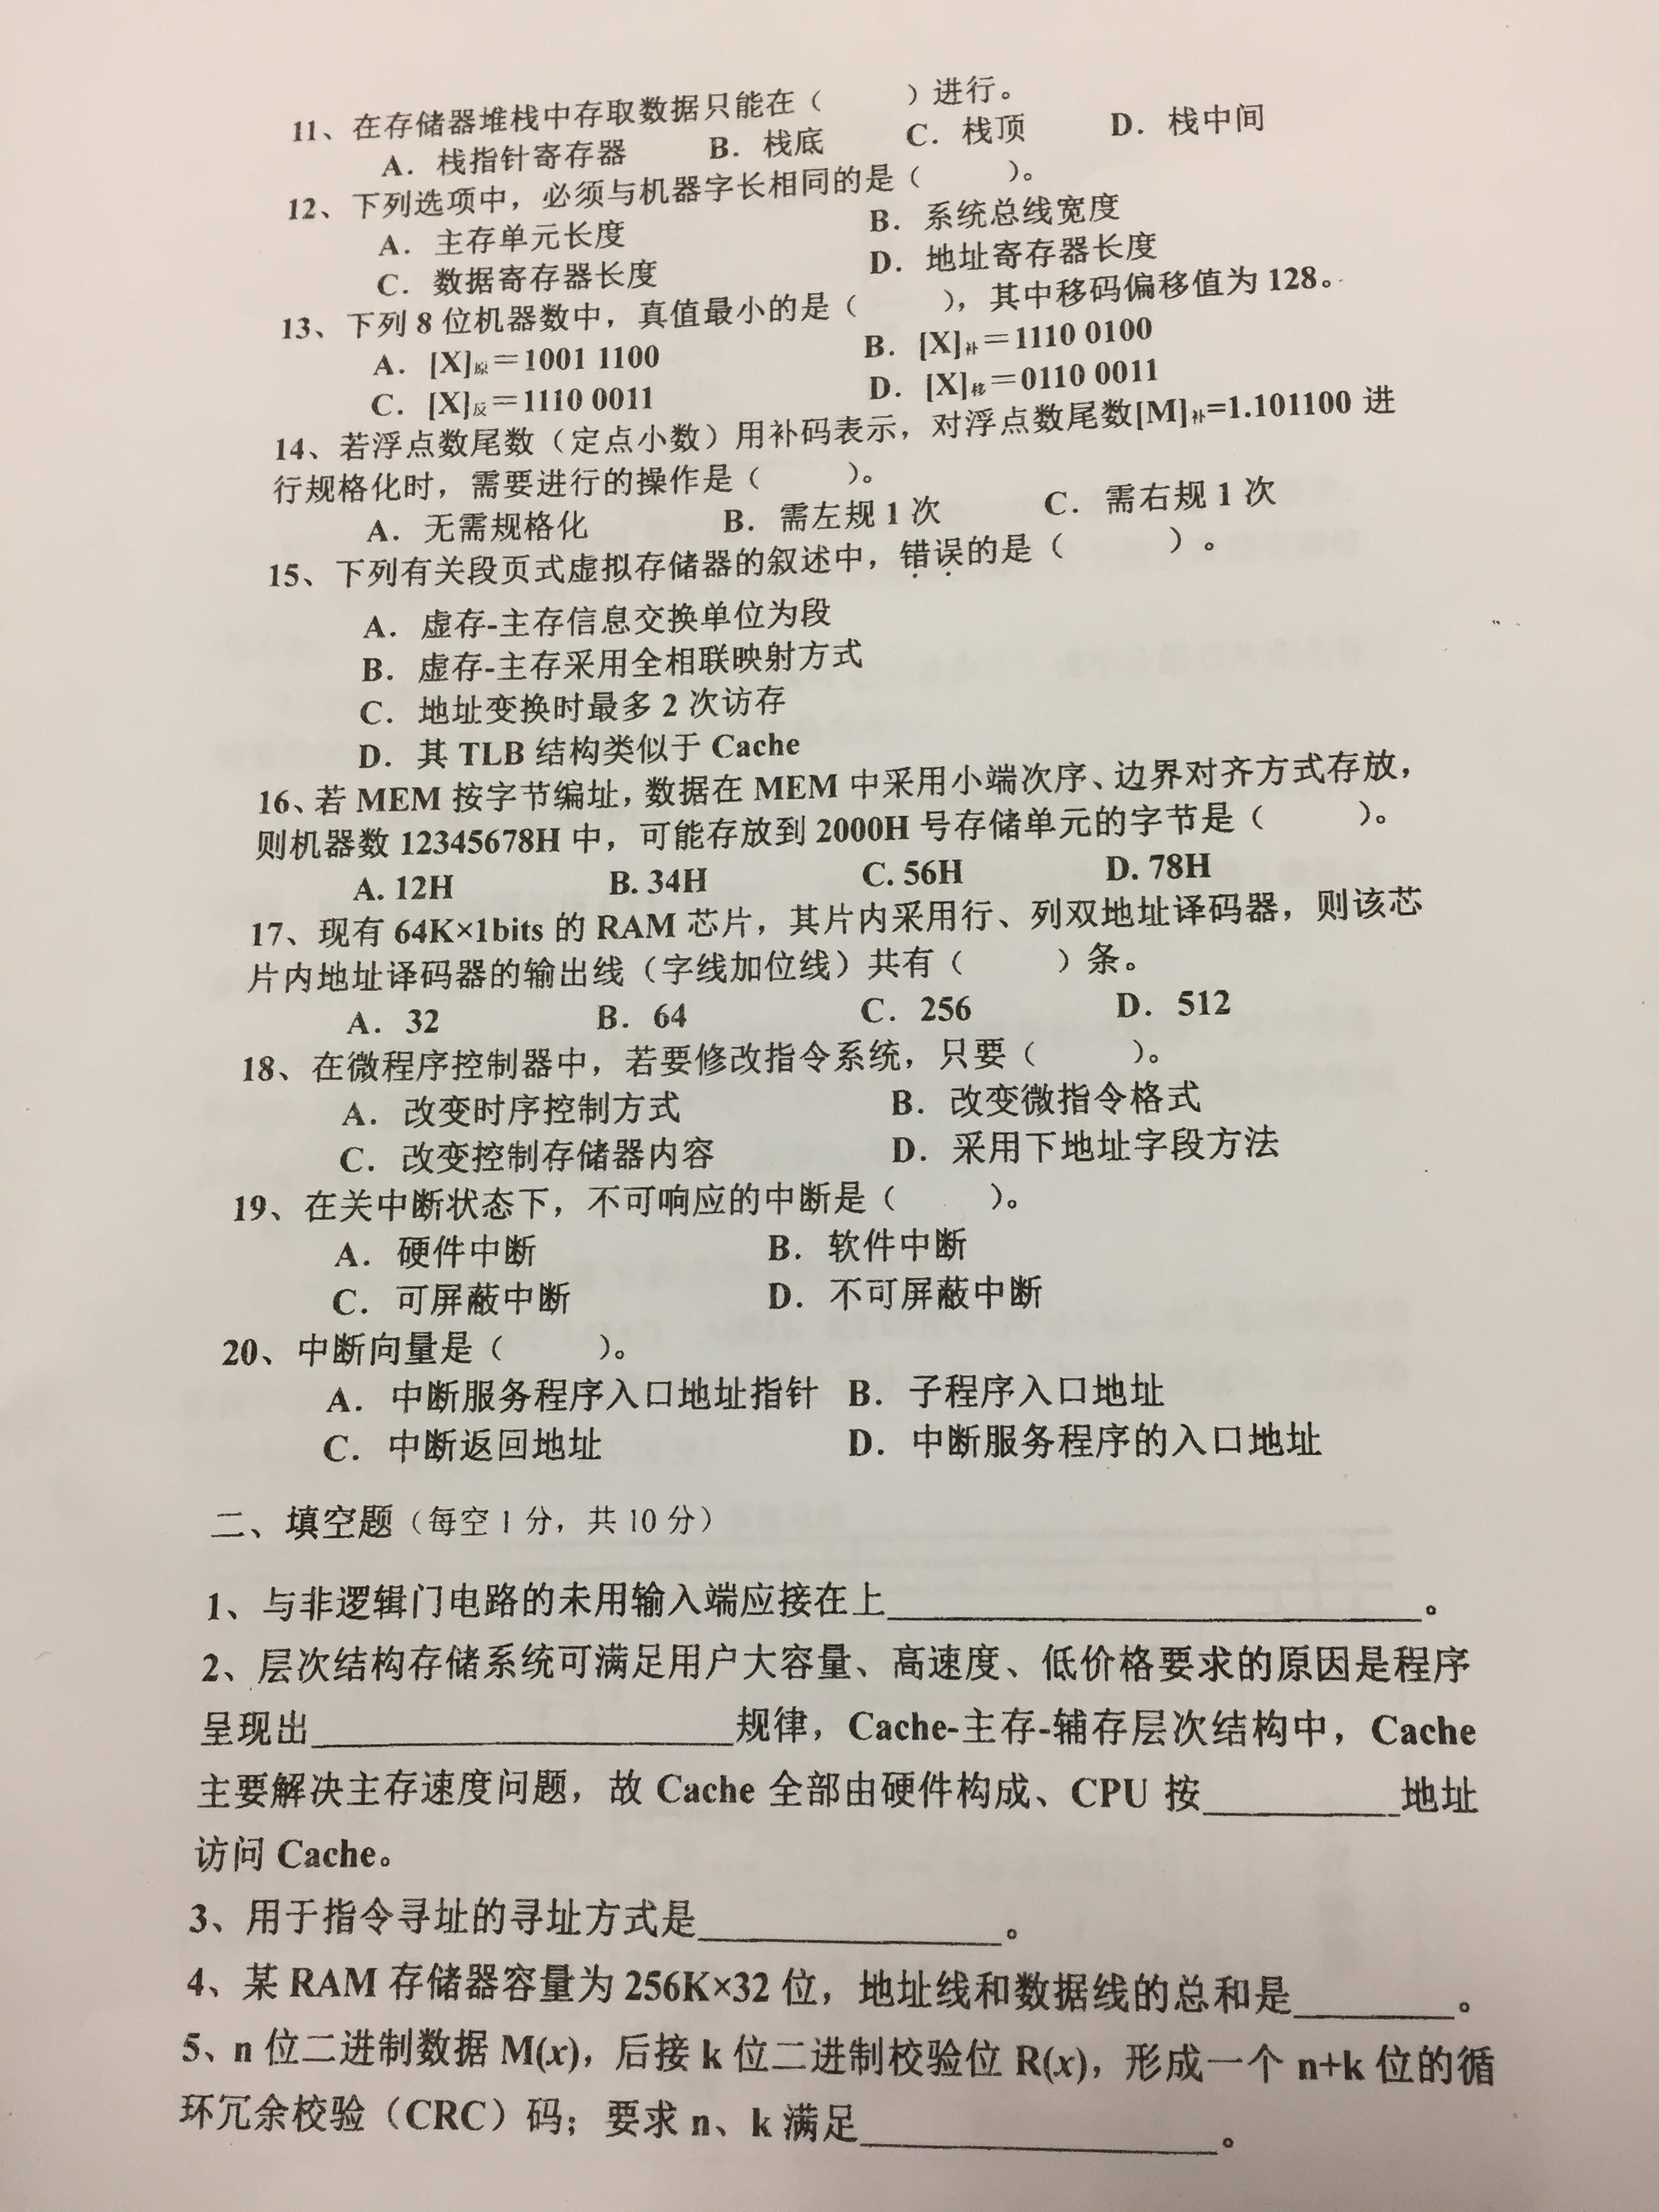 11、在存储器堆栈中存取数据只能在（　　）进行。
A．栈指针寄存器　B．栈底　C．栈顶　D．栈中间
12、下列选项中，必须与机器字长相同的是（　　）。
A．主存单元长度　B．系统总线宽度
C．数据寄存器长度　D．地址寄存器长度
13、下列 8 位机器数中，真值最小的是（　　），其中移码偏移值为 128。
A．[X]原＝1001 1100　B．[X]补＝1110 0100
C．[X]反＝1110 0011　D．[X]移＝0110 0011
14、若浮点数尾数（定点小数）用补码表示，对浮点数尾数[M]补=1.101100 进
行规格化时，需要进行的操作是（　　）。
A．无需规格化　B．需左规 1 次　C．需右规 1 次
15、下列有关段页式虚拟存储器的叙述中，错误的是（　　）。
A．虚存-主存信息交换单位为段
B．虚存-主存采用全相联映射方式
C．地址变换时最多 2 次访存
D．其 TLB 结构类似于 Cache
16、若 MEM 按字节编址，数据在 MEM 中采用小端次序、边界对齐方式存放，
则机器数 12345678H 中，可能存放到 2000H 号存储单元的字节是（　　）。
A. 12H　B. 34H　C. 56H　D. 78H
17、现有 64K×1bits 的 RAM 芯片，其片内采用行、列双地址译码器，则该芯
片内地址译码器的输出线（字线加位线）共有（　　）条。
A．32　B．64　C．256　D．512
18、在微程序控制器中，若要修改指令系统，只要（　　）。
A．改变时序控制方式　B．改变微指令格式
C．改变控制存储器内容　D．采用下地址字段方法
19、在关中断状态下，不可响应的中断是（　　）。
A．硬件中断　B．软件中断
C．可屏蔽中断　D．不可屏蔽中断
20、中断向量是（　　）。
A．中断服务程序入口地址指针　B．子程序入口地址
C．中断返回地址　D．中断服务程序的入口地址
二、填空题（每空 1 分，共 10 分）
1、与非逻辑门电路的未用输入端应接在上＿＿＿＿＿＿。
2、层次结构存储系统可满足用户大容量、高速度、低价格要求的原因是程序
呈现出＿＿＿＿＿＿规律，Cache-主存-辅存层次结构中，Cache
主要解决主存速度问题，故 Cache 全部由硬件构成、CPU 按＿＿＿＿地址
访问 Cache。
3、用于指令寻址的寻址方式是＿＿＿＿＿。
4、某 RAM 存储器容量为 256K×32 位，地址线和数据线的总和是＿＿＿。
5、n 位二进制数据 M(x)，后接 k 位二进制校验位 R(x)，形成一个 n+k 位的循
环冗余校验（CRC）码；要求 n、k 满足＿＿＿＿＿。